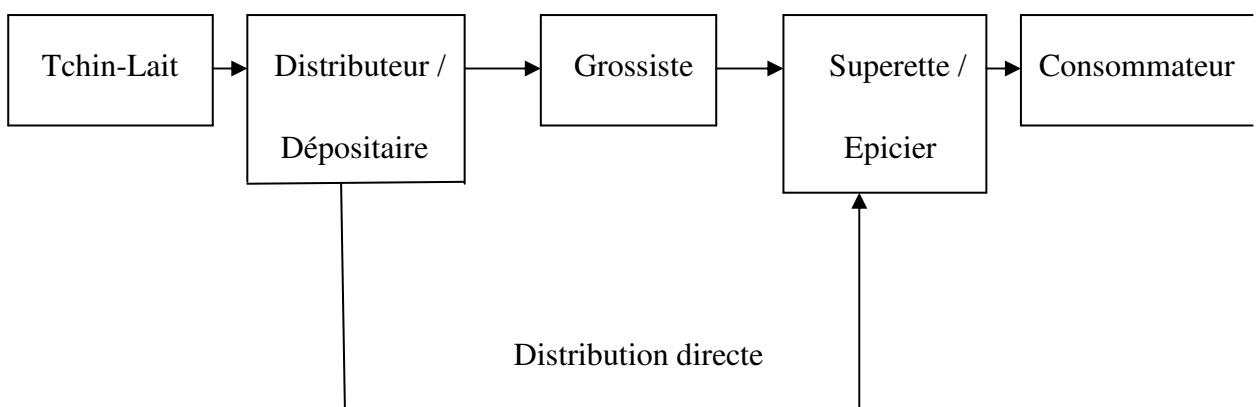 Tchin-Lait
Distributeur /
Dépositaire
Grossiste
Superette /
Epicier
Consommateur
Distribution directe